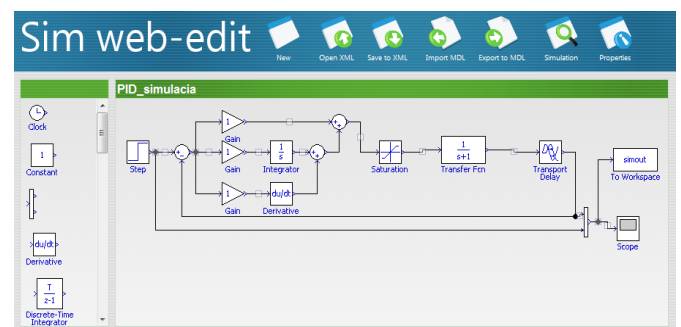 Sim web-edit
New
Open XML
Save to XML
Import MDL
Export to MDL
Simulation
Properties
PID_simulacia
Clock
1
Constant
du/dt
Derivative
T
z-1
Discrete-Time
Integrator
Step
1
Gain
1
Gain
1
s
Integrator
1
Gain
du/dt
Derivative
Saturation
1
s+1
Transfer Fcn
Transport
Delay
simout
To Workspace
Scope